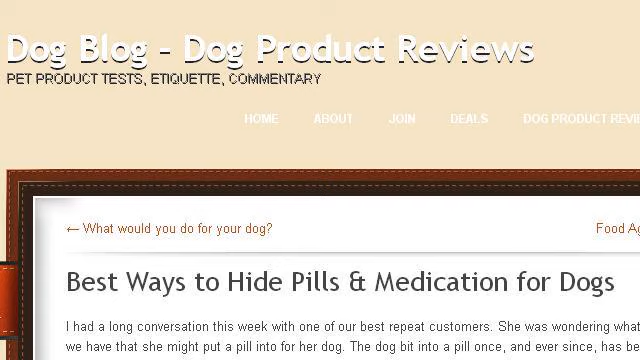 Dog Blog - Dog Product Reviews
PET PRODUCT TESTS, ETIQUETTE, COMMENTARY
HOME ABOUT JOIN DEALS DOG PRODUCT
← What would you do for your dog? Food
Best Ways to Hide Pills & Medication for Dogs
I had a long conversation this week with one of our best repeat customers. She was wondering what
we have that she might put a pill into for her dog. The dog bit into a pill once, and ever since, has